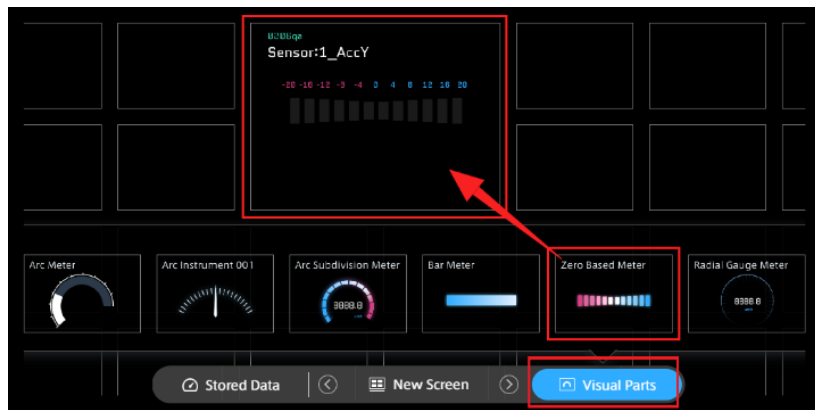 0206qa
Sensor:1_AccY
-20 -16 -12 -8 -4 0 4 8 12 16 20
Arc Meter
Arc Instrument 001
Arc Subdivision Meter
Bar Meter
Zero Based Meter
Radial Gauge Meter
8888.8
8888.8
Stored Data
New Screen
Visual Parts